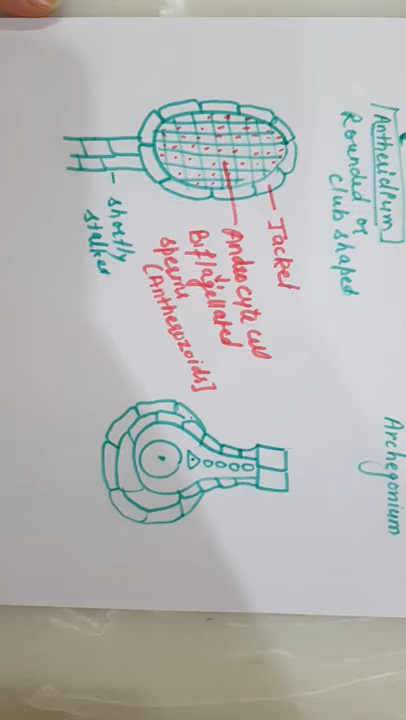 Antheridium
Rounded or
club shaped
Jacket
Androcyte cell
Biflagellated
sperms
(Antherozoids]
shortly
stalked
Archegonium